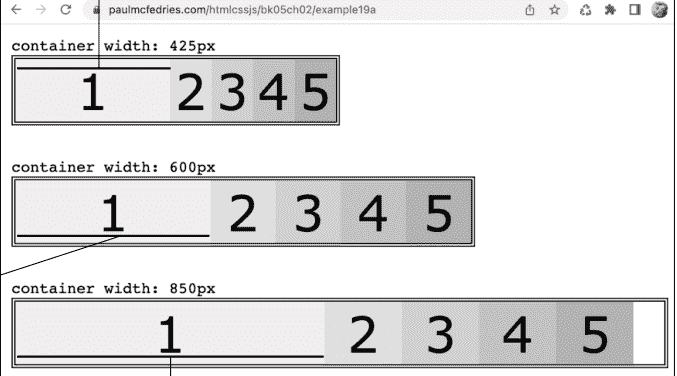 paulmcfedries.com/htmlcssjs/bk05ch02/example19a
container width: 425px
1 2 3 4 5
container width: 600px
1 2 3 4 5
container width: 850px
1 2 3 4 5